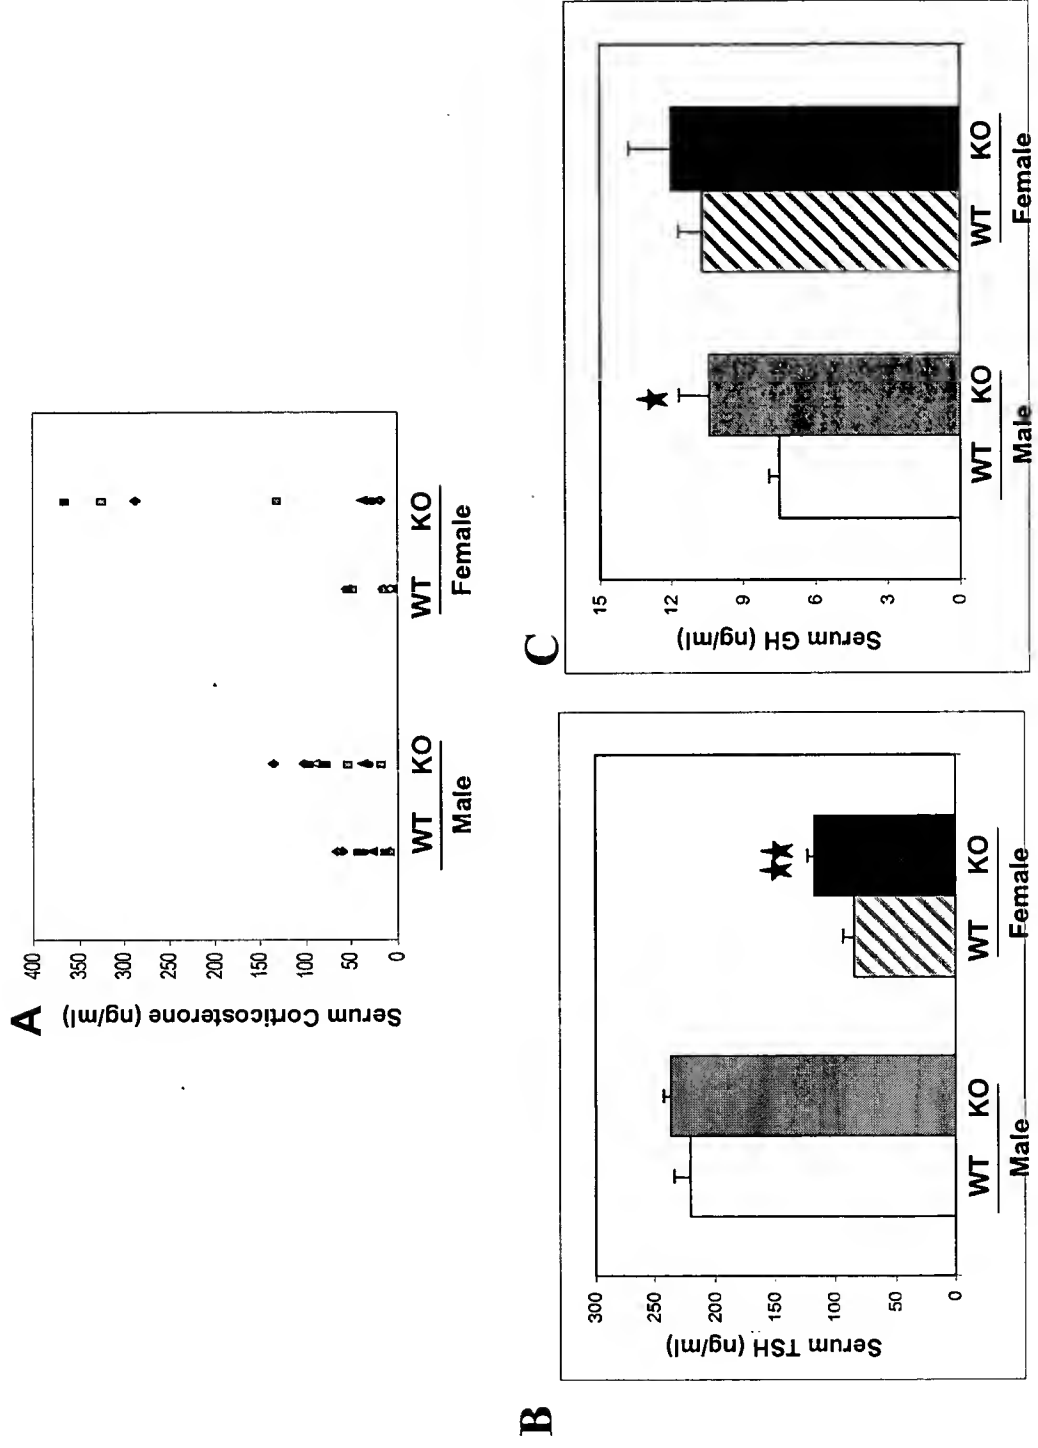 A
Serum Corticosterone (ng/ml)
400
350
300
250
200
150
100
50
0
WT KO WT KO
Male Female
B
Serum TSH (ng/ml)
300
250
200
150
100
50
0
WT KO WT KO
Male Female
C
Serum GH (ng/ml)
15
12
9
6
3
0
WT KO WT KO
Male Female